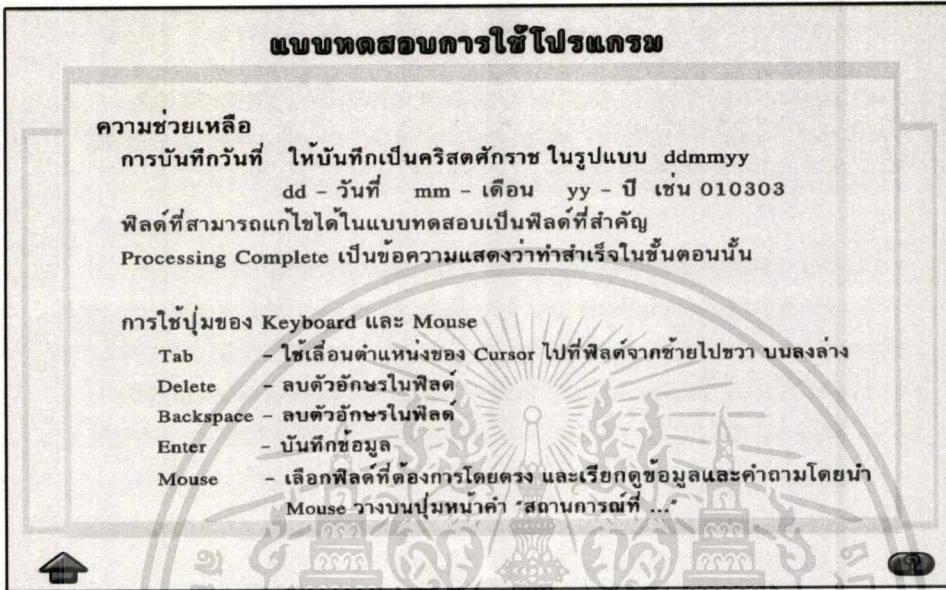 แบบทดสอบการใช้โปรแกรม
ความช่วยเหลือ
การบันทึกวันที่ ให้บันทึกเป็นคริสตศักราช ในรูปแบบ ddmmyy
dd - วันที่ mm - เดือน yy - ปี เช่น 010303
ฟิลด์ที่สามารถแก้ไขได้ในแบบทดสอบเป็นฟิลด์ที่สำคัญ
Processing Complete เป็นข้อความแสดงว่าทำสำเร็จในขั้นตอนนั้น
การใช้ปุ่มของ Keyboard และ Mouse
Tab - ใช้เลื่อนตำแหน่งของ Cursor ไปที่ฟิลด์จากซ้ายไปขวา บนลงล่าง
Delete - ลบตัวอักษรในฟิลด์
Backspace - ลบตัวอักษรในฟิลด์
Enter - บันทึกข้อมูล
Mouse - เลือกฟิลด์ที่ต้องการโดยตรง และเรียกดูข้อมูลและคำถามโดยนำ
Mouse วางบนปุ่มหน้าคำ "สถานการณ์ที่ ..."
?